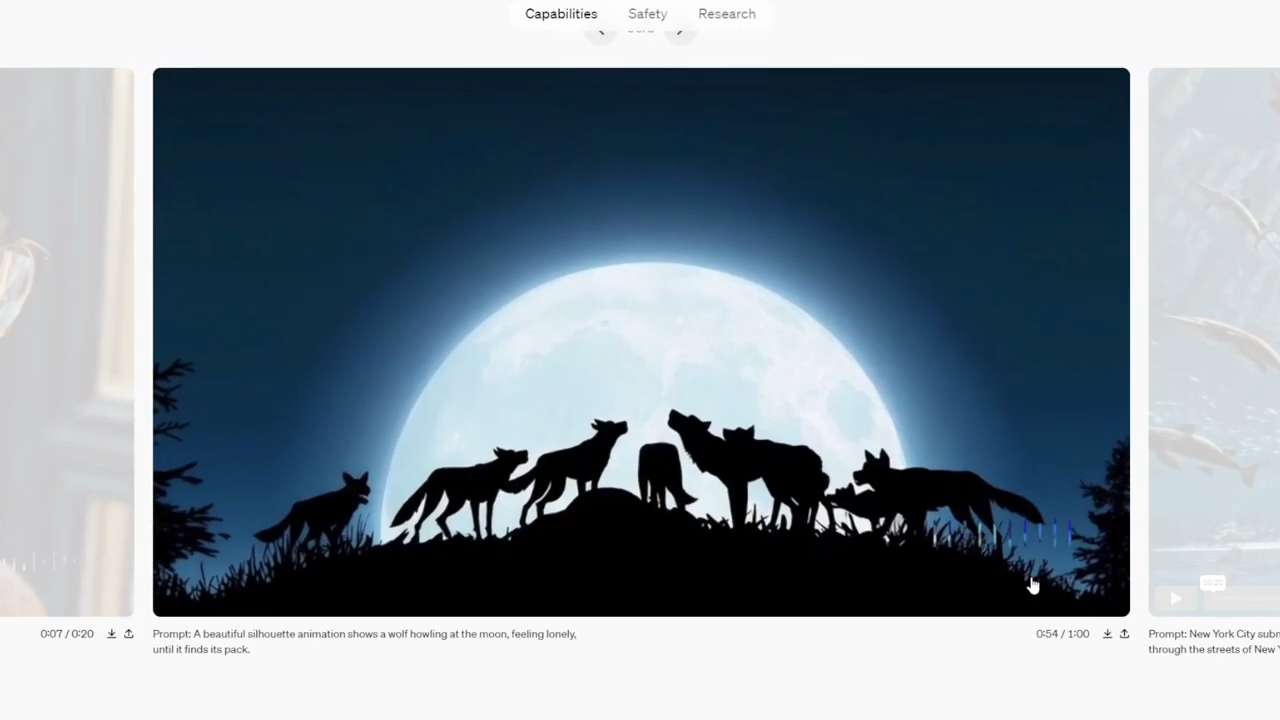 Capabilities Safety Research
0:07 / 0:20
Prompt: A beautiful silhouette animation shows a wolf howling at the moon, feeling lonely,
until it finds its pack.
0:54 / 1:00
00:20
Prompt: New York City subm
through the streets of New Y